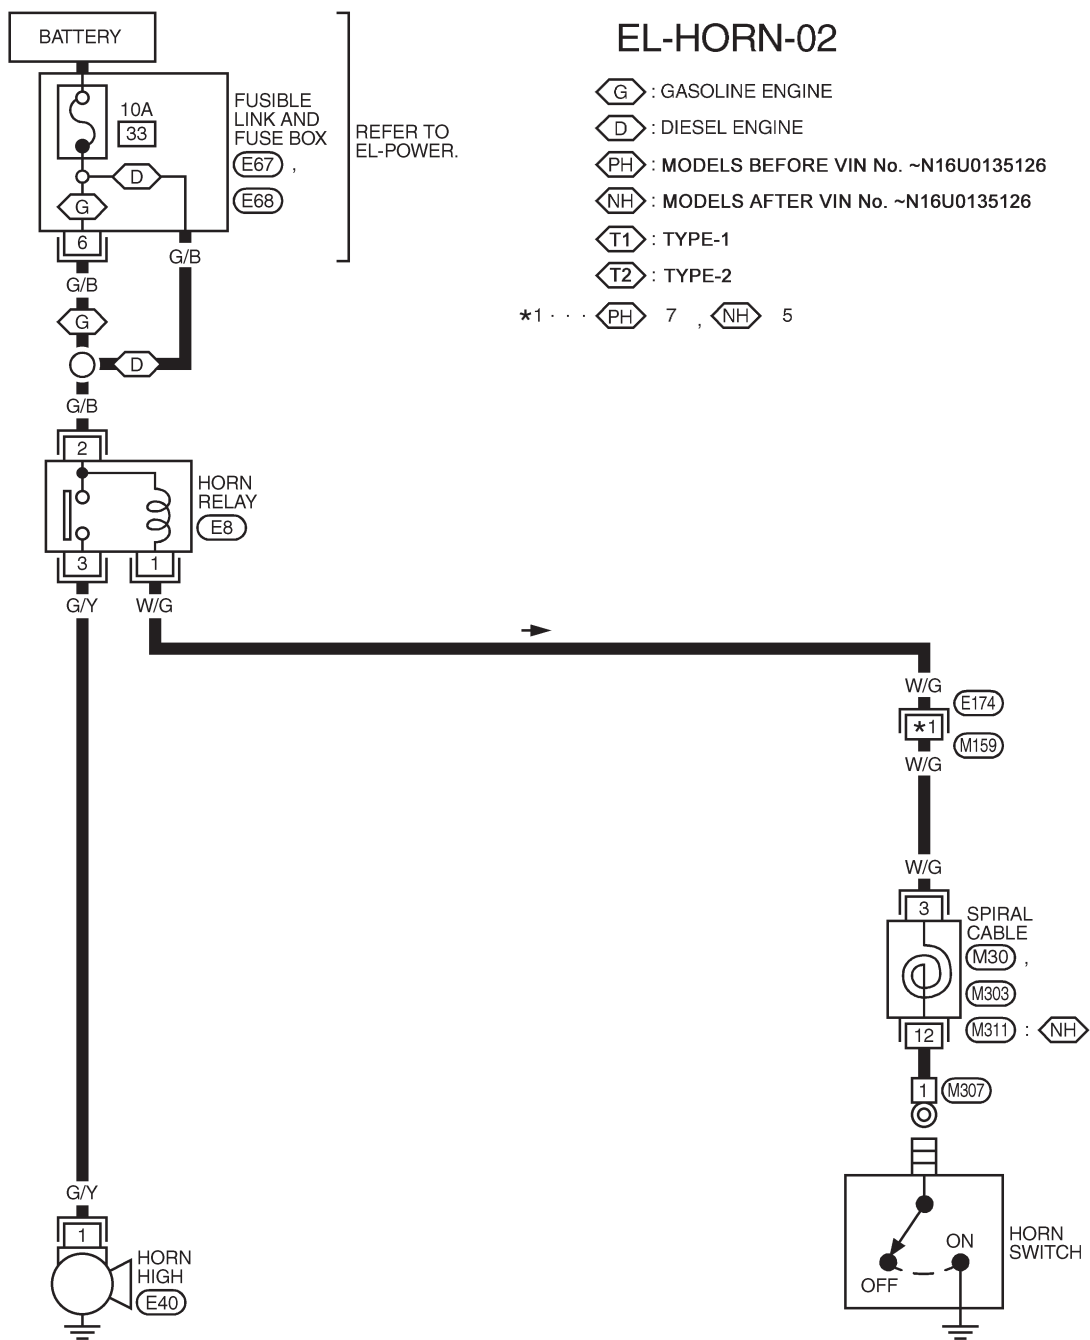 BATTERY
EL-HORN-02
10A
33
FUSIBLE
LINK AND
FUSE BOX
E67 ,
E68
REFER TO
EL-POWER.
G : GASOLINE ENGINE
D : DIESEL ENGINE
PH : MODELS BEFORE VIN No. ~N16U0135126
NH : MODELS AFTER VIN No. ~N16U0135126
T1 : TYPE-1
T2 : TYPE-2
*1 · · · PH 7 , NH 5
D
G
6
G/B
G/B
G
D
G/B
2
HORN
RELAY
E8
3
1
G/Y
W/G
W/G
E174
*1
M159
W/G
W/G
3
SPIRAL
CABLE
M30 ,
M303
12
M311 : NH
1
M307
G/Y
1
HORN
HIGH
E40
ON
OFF
HORN
SWITCH